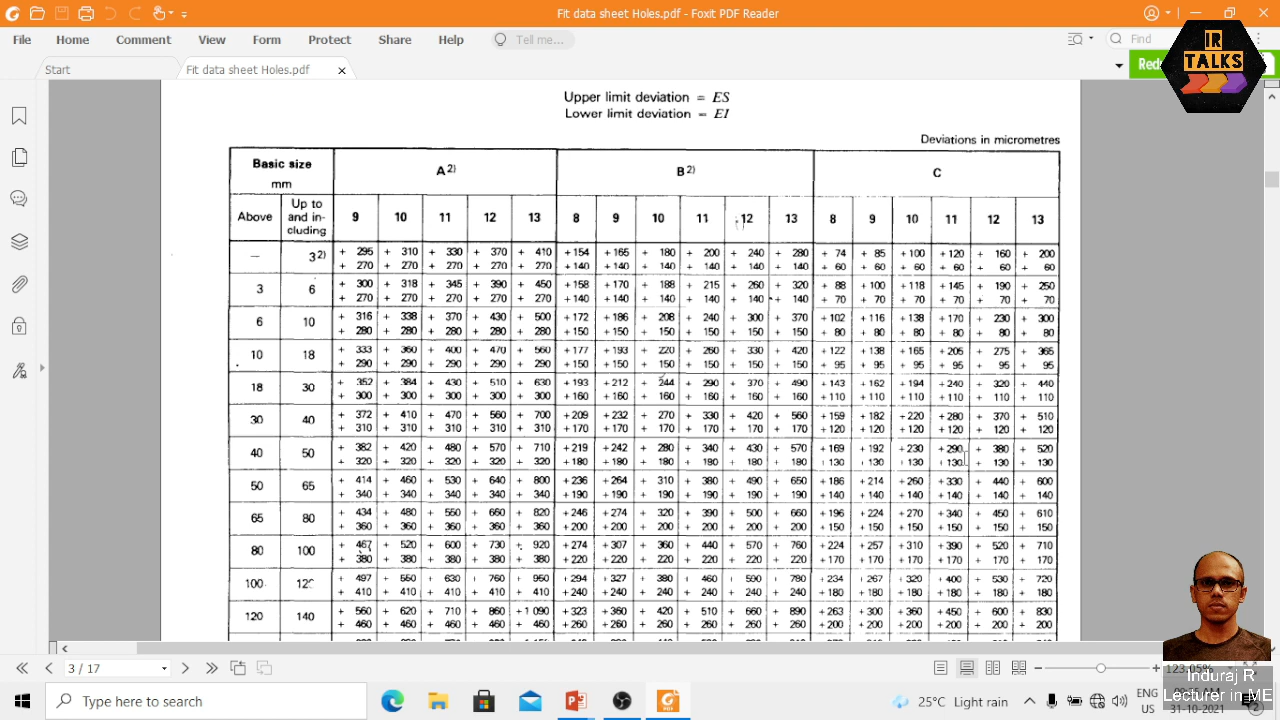 Fit data sheet Holes.pdf - Foxit PDF Reader
File Home Comment View Form Protect Share Help Tell me... Find
IR
TALKS
Start Fit data sheet Holes.pdf
Upper limit deviation = ES
Lower limit deviation = EI
Deviations in micrometres
Basic size
mm
A 2) B 2) C
Above Up to and in-cluding 9 10 11 12 13 8 9 10 11 12 13 8 9 10 11 12 13
— 3 2) + 295 + 310 + 330 + 370 + 410 +154 +165 + 180 + 200 + 240 + 280 + 74 + 85 +100 +120 + 160 + 200
+ 270 + 270 + 270 + 270 + 270 +140 +140 + 140 + 140 + 140 + 140 + 60 + 60 + 60 + 60 + 60 + 60
3 6 + 300 + 318 + 345 + 390 + 450 +158 +170 + 188 + 215 + 260 + 320 + 88 +100 +118 +145 + 190 + 250
+ 270 + 270 + 270 + 270 + 270 +140 +140 + 140 + 140 + 140 + 140 + 70 + 70 + 70 + 70 + 70 + 70
6 10 + 316 + 338 + 370 + 430 + 500 +172 +186 + 208 + 240 + 300 + 370 +102 +116 +138 +170 + 230 + 300
+ 280 + 280 + 280 + 280 + 280 +150 +150 + 150 + 150 + 150 + 150 + 80 + 80 + 80 + 80 + 80 + 80
10 18 + 333 + 360 + 400 + 470 + 560 +177 +193 + 220 + 260 + 330 + 420 +122 +138 +165 +205 + 275 + 365
+ 290 + 290 + 290 + 290 + 290 +150 +150 + 150 + 150 + 150 + 150 + 95 + 95 + 95 + 95 + 95 + 95
18 30 + 352 + 384 + 430 + 510 + 630 +193 +212 + 244 + 290 + 370 + 490 +143 +162 +194 +240 + 320 + 440
+ 300 + 300 + 300 + 300 + 300 +160 +160 + 160 + 160 + 160 + 160 +110 +110 +110 +110 + 110 + 110
30 40 + 372 + 410 + 470 + 560 + 700 +209 +232 + 270 + 330 + 420 + 560 +159 +182 +220 +280 + 370 + 510
+ 310 + 310 + 310 + 310 + 310 +170 +170 + 170 + 170 + 170 + 170 +120 +120 +120 +120 + 120 + 120
40 50 + 382 + 420 + 480 + 570 + 710 +219 +242 + 280 + 340 + 430 + 570 +169 +192 +230 +290 + 380 + 520
+ 320 + 320 + 320 + 320 + 320 +180 +180 + 180 + 180 + 180 + 180 +130 +130 +130 +130 + 130 + 130
50 65 + 414 + 460 + 530 + 640 + 800 +236 +264 + 310 + 380 + 490 + 650 +186 +214 +260 +330 + 440 + 600
+ 340 + 340 + 340 + 340 + 340 +190 +190 + 190 + 190 + 190 + 190 +140 +140 +140 +140 + 140 + 140
65 80 434 + 480 + 550 + 660 + 820 +246 +274 + 320 + 390 + 500 + 660 +196 +224 +270 +340 + 450 + 610
+ 360 + 360 + 360 + 360 + 360 +200 +200 + 200 + 200 + 200 + 200 +150 +150 +150 +150 + 150 + 150
80 100 + 467 + 520 + 600 + 730 + 920 +274 +307 + 360 + 440 + 570 + 760 +224 +257 +310 +390 + 520 + 710
+ 380 + 380 + 380 + 380 + 380 +220 +220 + 220 + 220 + 220 + 220 +170 +170 +170 +170 + 170 + 170
100 + 497 + 550 + 630 + 760 + 950 +294 +327 + 380 + 460 + 590 + 780 +234 +267 +320 +400 + 530 + 720
+ 410 + 410 + 410 + 410 + 410 +240 +240 + 240 + 240 + 240 + 240 +180 +180 +180 +180 + 180 + 180
120 140 + 560 + 620 + 710 + 860 +1 090 +323 +360 + 420 + 510 + 660 + 890 +263 +300 +360 +450 + 600 + 830
+ 460 + 460 + 460 + 460 + 460 +260 +260 + 260 + 260 + 260 + 260 +200 +200 +200 +200 + 200 + 200
3 / 17 123.05%
Induraj R
Lecturer in ME
Type here to search 25°C Light rain ENG
US 31-10-2021